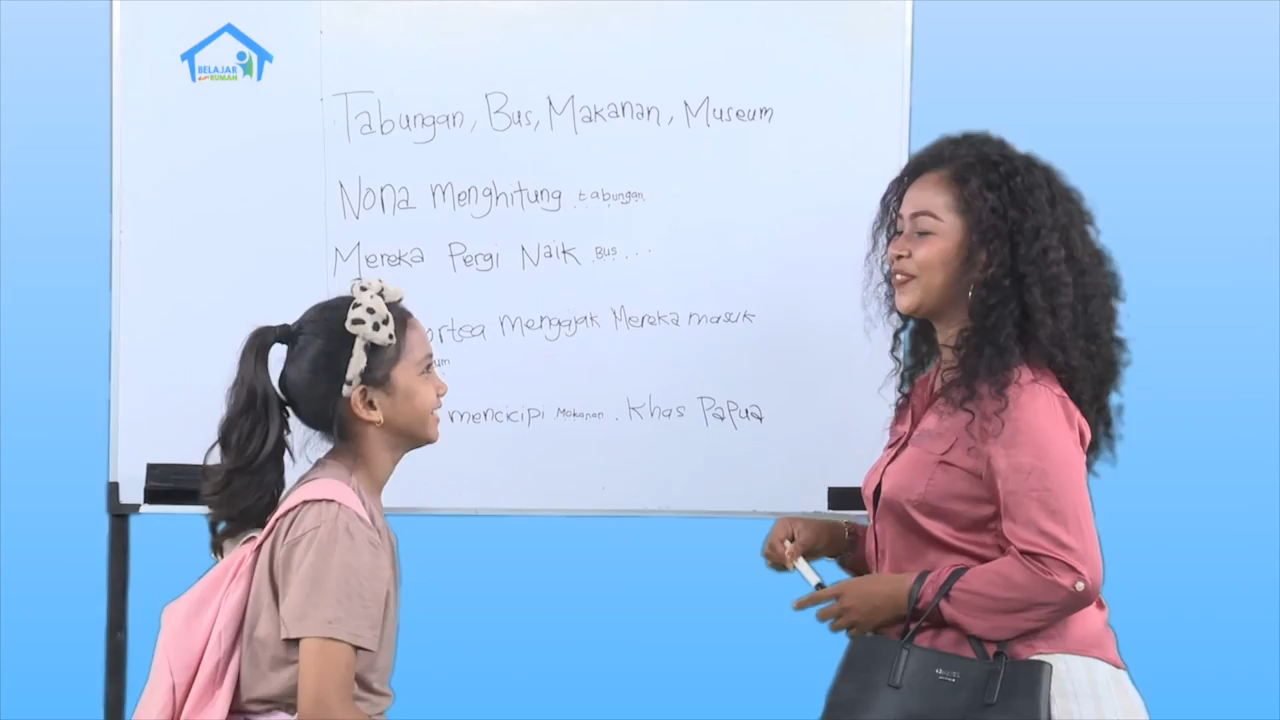 BELAJAR
RUMAH
Tabungan, Bus, Makanan, Museum
Nona Menghitung tabungan
Mereka Pergi Naik Bus...
Mengajak Mereka masuk
mencicipi Makanan. Khas Papua